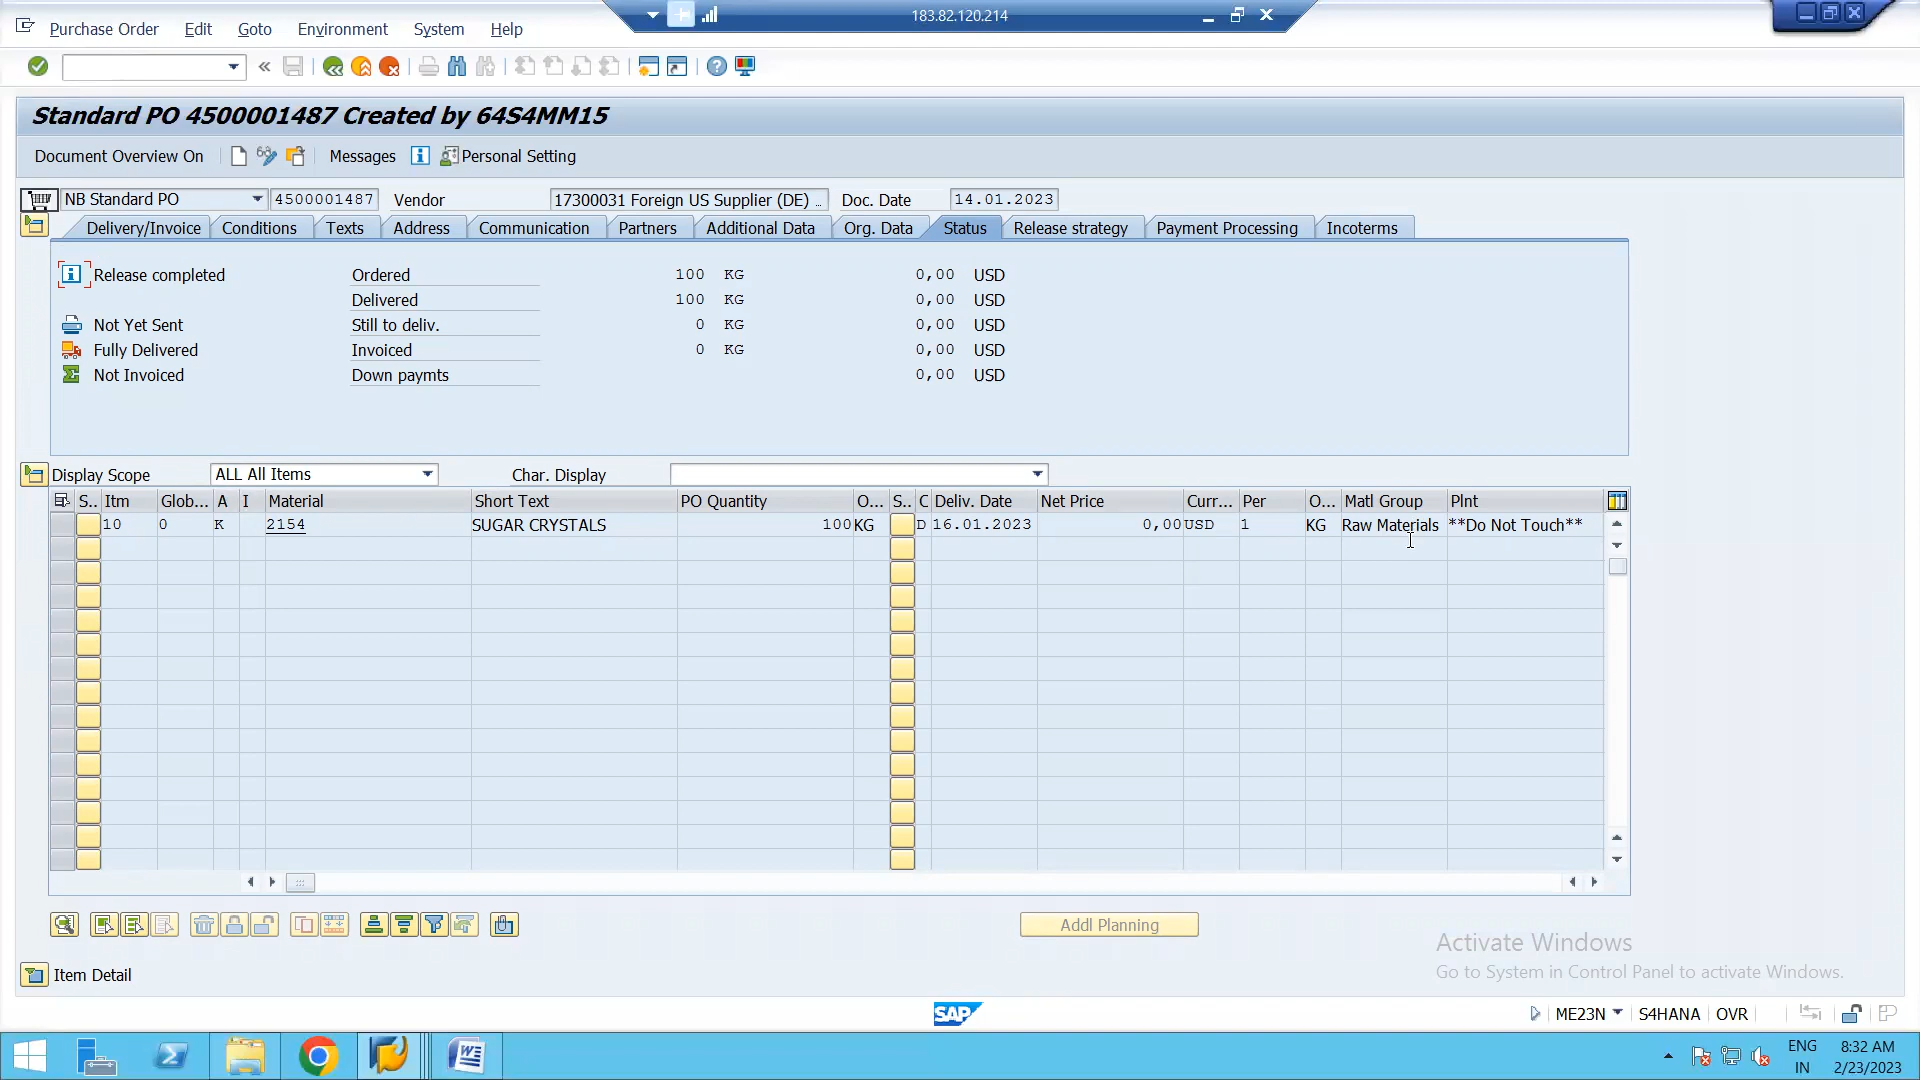 183.82.120.214
Purchase Order Edit Goto Environment System Help
Standard PO 4500001487 Created by 64S4MM15
Document Overview On Messages Personal Setting
NB Standard PO 4500001487 Vendor 17300031 Foreign US Supplier (DE) .. Doc. Date 14.01.2023
Delivery/Invoice Conditions Texts Address Communication Partners Additional Data Org. Data Status Release strategy Payment Processing Incoterms
Release completed Ordered 100 KG 0,00 USD
Delivered 100 KG 0,00 USD
Not Yet Sent Still to deliv. 0 KG 0,00 USD
Fully Delivered Invoiced 0 KG 0,00 USD
Not Invoiced Down paymts 0,00 USD
Display Scope ALL All Items Char. Display
S.. Itm Glob... A I Material Short Text PO Quantity O... S.. C Deliv. Date Net Price Curr... Per O... Matl Group Plnt
10 0 K 2154 SUGAR CRYSTALS 100 KG D 16.01.2023 0,00 USD 1 KG Raw Materials **Do Not Touch**
Addl Planning
Activate Windows
Go to System in Control Panel to activate Windows.
Item Detail
SAP ME23N S4HANA OVR
ENG 8:32 AM
IN 2/23/2023